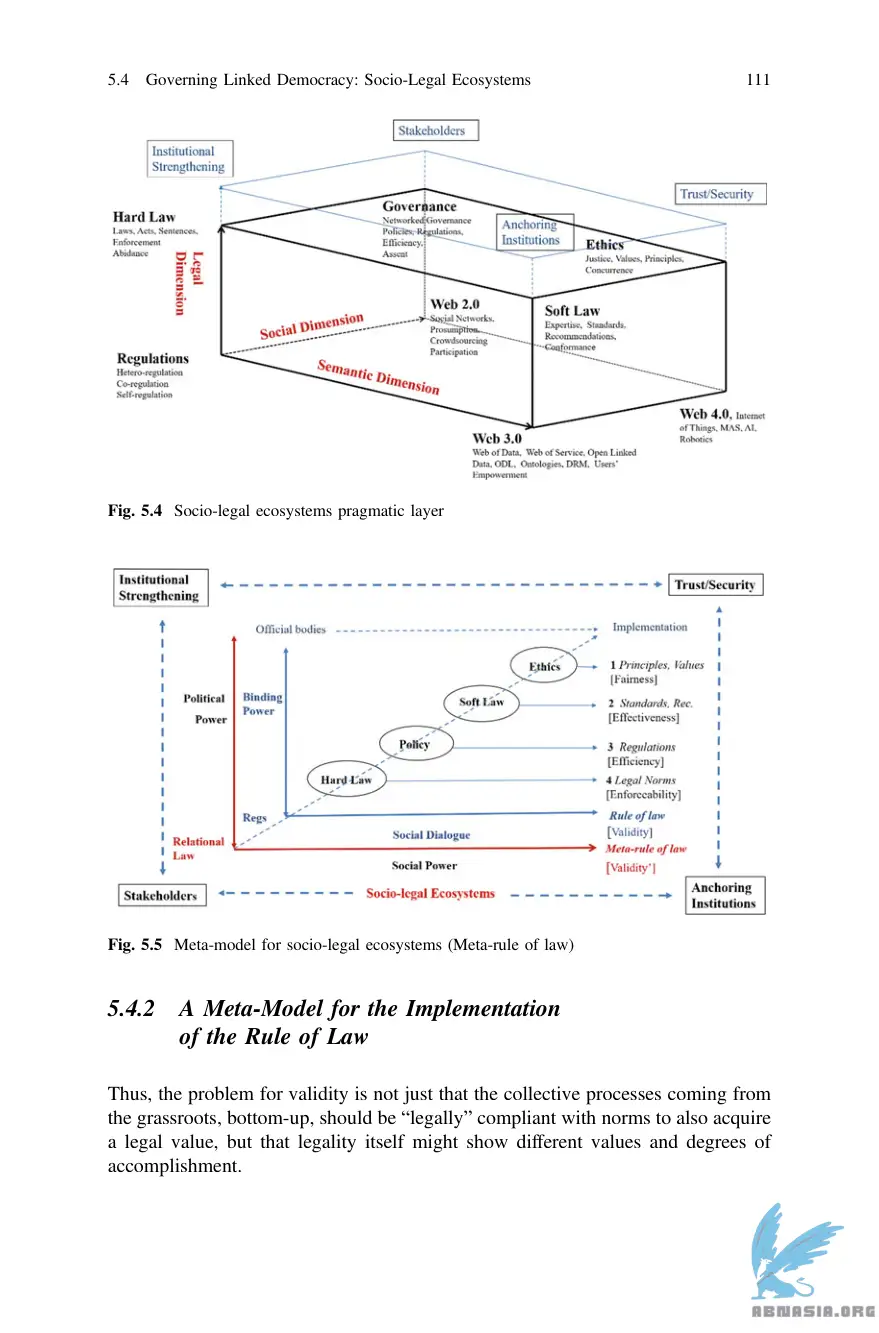 5.4 Governing Linked Democracy: Socio-Legal Ecosystems 111
Stakeholders
Institutional
Strengthening
Trust/Security
Governance
Networked Governance
Policies, Regulations,
Efficiency,
Assent
Hard Law
Laws, Acts, Sentences,
Enforcement
Abidance
Anchoring
Institutions
Ethics
Justice, Values, Principles,
Concurrence
Legal
Dimension
Social Dimension
Web 2.0
Social Networks,
Prosumption,
Crowdsourcing
Participation
Soft Law
Expertise, Standards,
Recommendations,
Conformance
Regulations
Hetero-regulation
Co-regulation
Self-regulation
Semantic Dimension
Web 4.0, Internet
of Things, MAS, AI,
Robotics
Web 3.0
Web of Data, Web of Service, Open Linked
Data, ODL, Ontologies, DRM, Users'
Empowerment
Fig. 5.4 Socio-legal ecosystems pragmatic layer
Institutional
Strengthening
Trust/Security
Official bodies
Implementation
Ethics
1 Principles, Values
[Fairness]
Political
Power
Binding
Power
Soft Law
2 Standards, Rec.
[Effectiveness]
Policy
3 Regulations
[Efficiency]
Hard Law
4 Legal Norms
[Enforceability]
Regs
Rule of law
[Validity]
Social Dialogue
Relational
Law
Meta-rule of law
[Validity']
Social Power
Stakeholders
Socio-legal Ecosystems
Anchoring
Institutions
Fig. 5.5 Meta-model for socio-legal ecosystems (Meta-rule of law)
5.4.2 A Meta-Model for the Implementation
of the Rule of Law
Thus, the problem for validity is not just that the collective processes coming from
the grassroots, bottom-up, should be “legally” compliant with norms to also acquire
a legal value, but that legality itself might show different values and degrees of
accomplishment.
ABNASIA.ORG